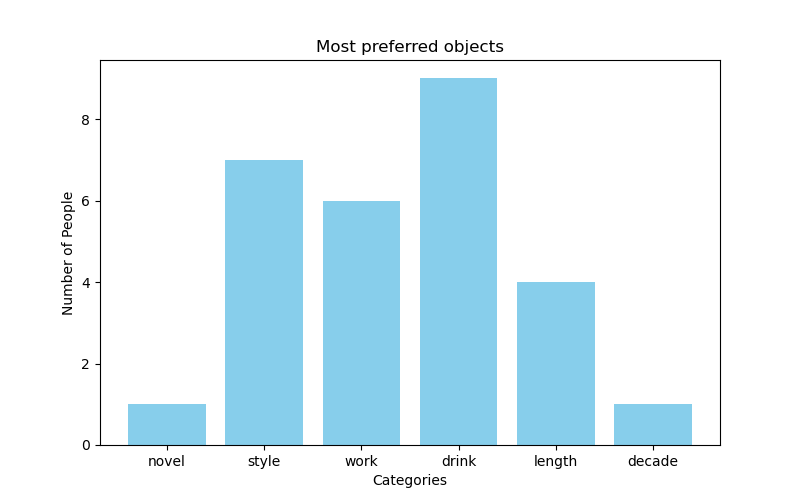 Most preferred objects
Number of People
8
6
4
2
0
novel style work drink length decade
Categories